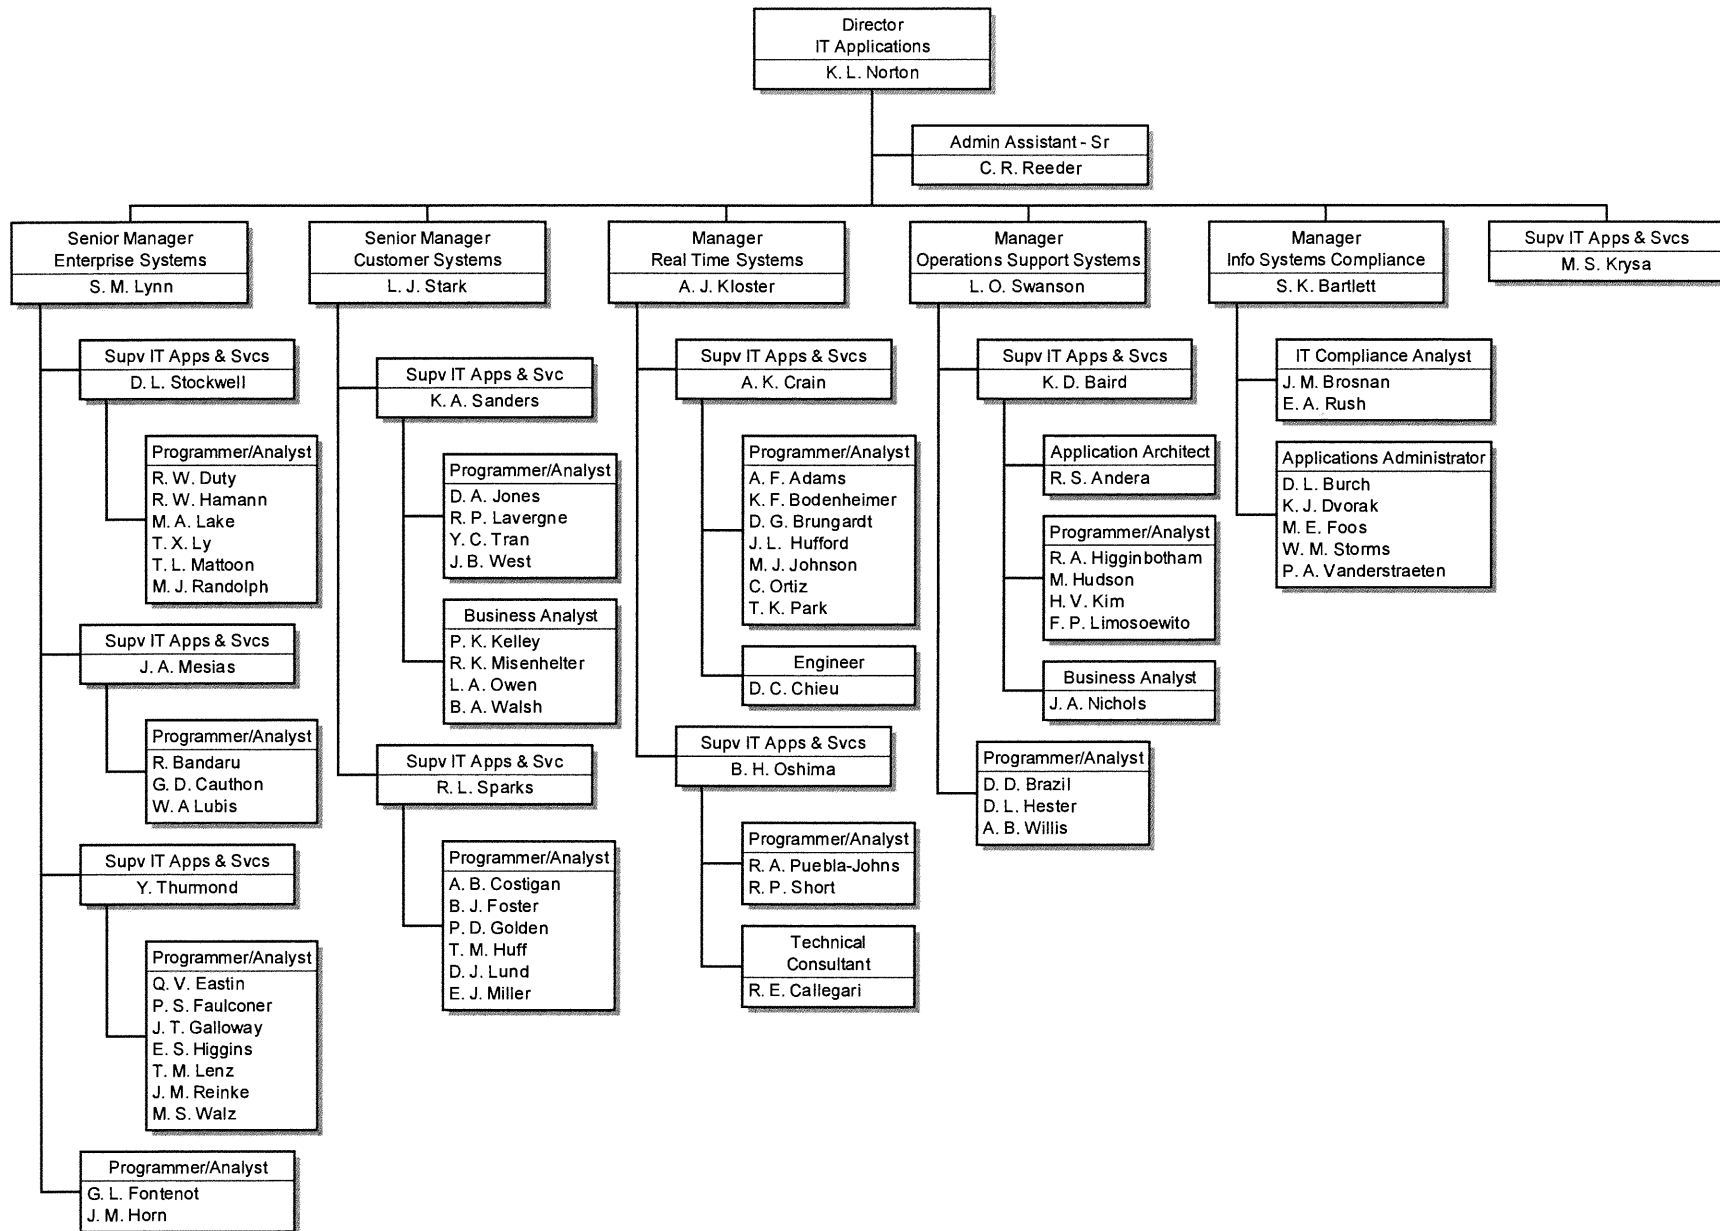 Director
IT Applications
K. L. Norton
Admin Assistant - Sr
C. R. Reeder
Senior Manager
Enterprise Systems
S. M. Lynn
Supv IT Apps & Svcs
D. L. Stockwell
Programmer/Analyst
R. W. Duty
R. W. Hamann
M. A. Lake
T. X. Ly
T. L. Mattoon
M. J. Randolph
Supv IT Apps & Svcs
J. A. Mesias
Programmer/Analyst
R. Bandaru
G. D. Cauthon
W. A Lubis
Supv IT Apps & Svcs
Y. Thurmond
Programmer/Analyst
Q. V. Eastin
P. S. Faulconer
J. T. Galloway
E. S. Higgins
T. M. Lenz
J. M. Reinke
M. S. Walz
Programmer/Analyst
G. L. Fontenot
J. M. Horn
Senior Manager
Customer Systems
L. J. Stark
Supv IT Apps & Svc
K. A. Sanders
Programmer/Analyst
D. A. Jones
R. P. Lavergne
Y. C. Tran
J. B. West
Business Analyst
P. K. Kelley
R. K. Misenhelter
L. A. Owen
B. A. Walsh
Supv IT Apps & Svc
R. L. Sparks
Programmer/Analyst
A. B. Costigan
B. J. Foster
P. D. Golden
T. M. Huff
D. J. Lund
E. J. Miller
Manager
Real Time Systems
A. J. Kloster
Supv IT Apps & Svcs
A. K. Crain
Programmer/Analyst
A. F. Adams
K. F. Bodenheimer
D. G. Brungardt
J. L. Hufford
M. J. Johnson
C. Ortiz
T. K. Park
Engineer
D. C. Chieu
Supv IT Apps & Svcs
B. H. Oshima
Programmer/Analyst
R. A. Puebla-Johns
R. P. Short
Technical
Consultant
R. E. Callegari
Manager
Operations Support Systems
L. O. Swanson
Supv IT Apps & Svcs
K. D. Baird
Application Architect
R. S. Andera
Programmer/Analyst
R. A. Higginbotham
M. Hudson
H. V. Kim
F. P. Limosoewito
Business Analyst
J. A. Nichols
Programmer/Analyst
D. D. Brazil
D. L. Hester
A. B. Willis
Manager
Info Systems Compliance
S. K. Bartlett
IT Compliance Analyst
J. M. Brosnan
E. A. Rush
Applications Administrator
D. L. Burch
K. J. Dvorak
M. E. Foos
W. M. Storms
P. A. Vanderstraeten
Supv IT Apps & Svcs
M. S. Krysa